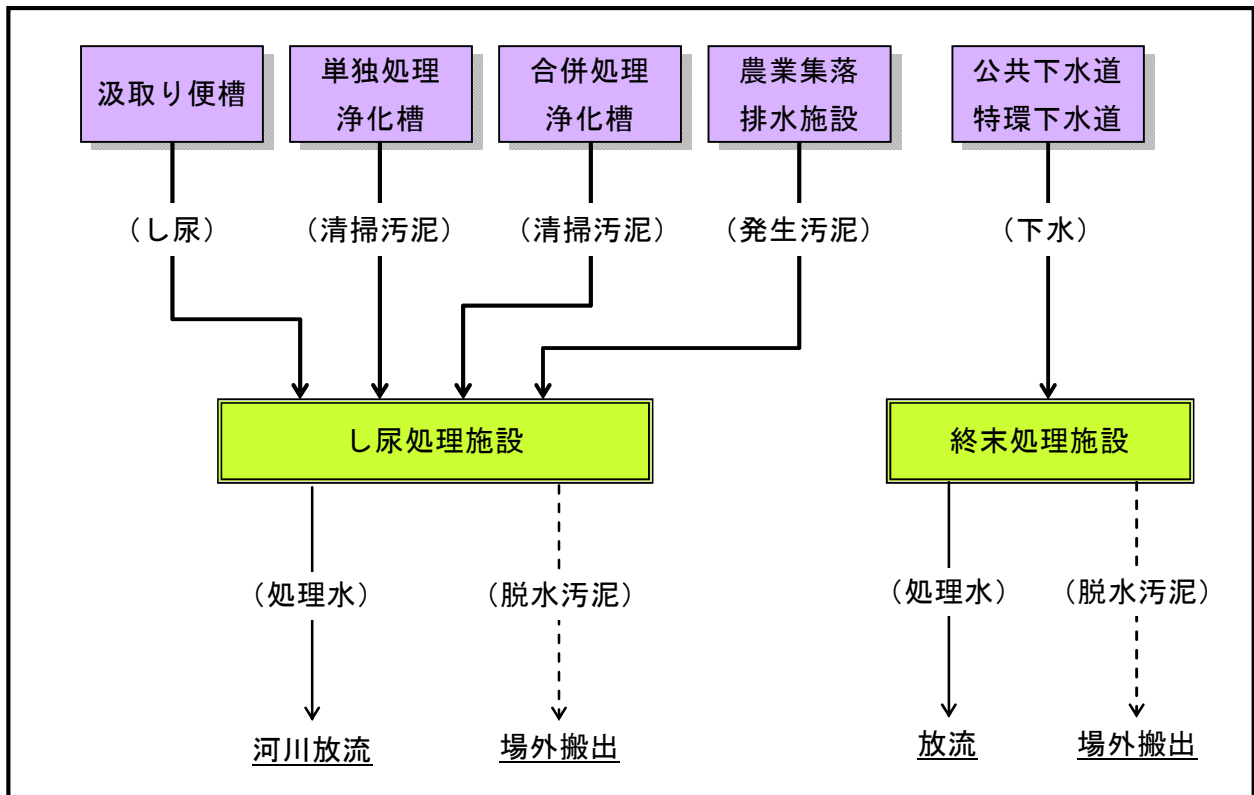 汲取り便槽
単独処理
浄化槽
合併処理
浄化槽
農業集落
排水施設
公共下水道
特環下水道
（し尿）
（清掃汚泥）
（清掃汚泥）
（発生汚泥）
（下水）
し尿処理施設
終末処理施設
（処理水）
（脱水汚泥）
（処理水）
（脱水汚泥）
河川放流
場外搬出
放流
場外搬出